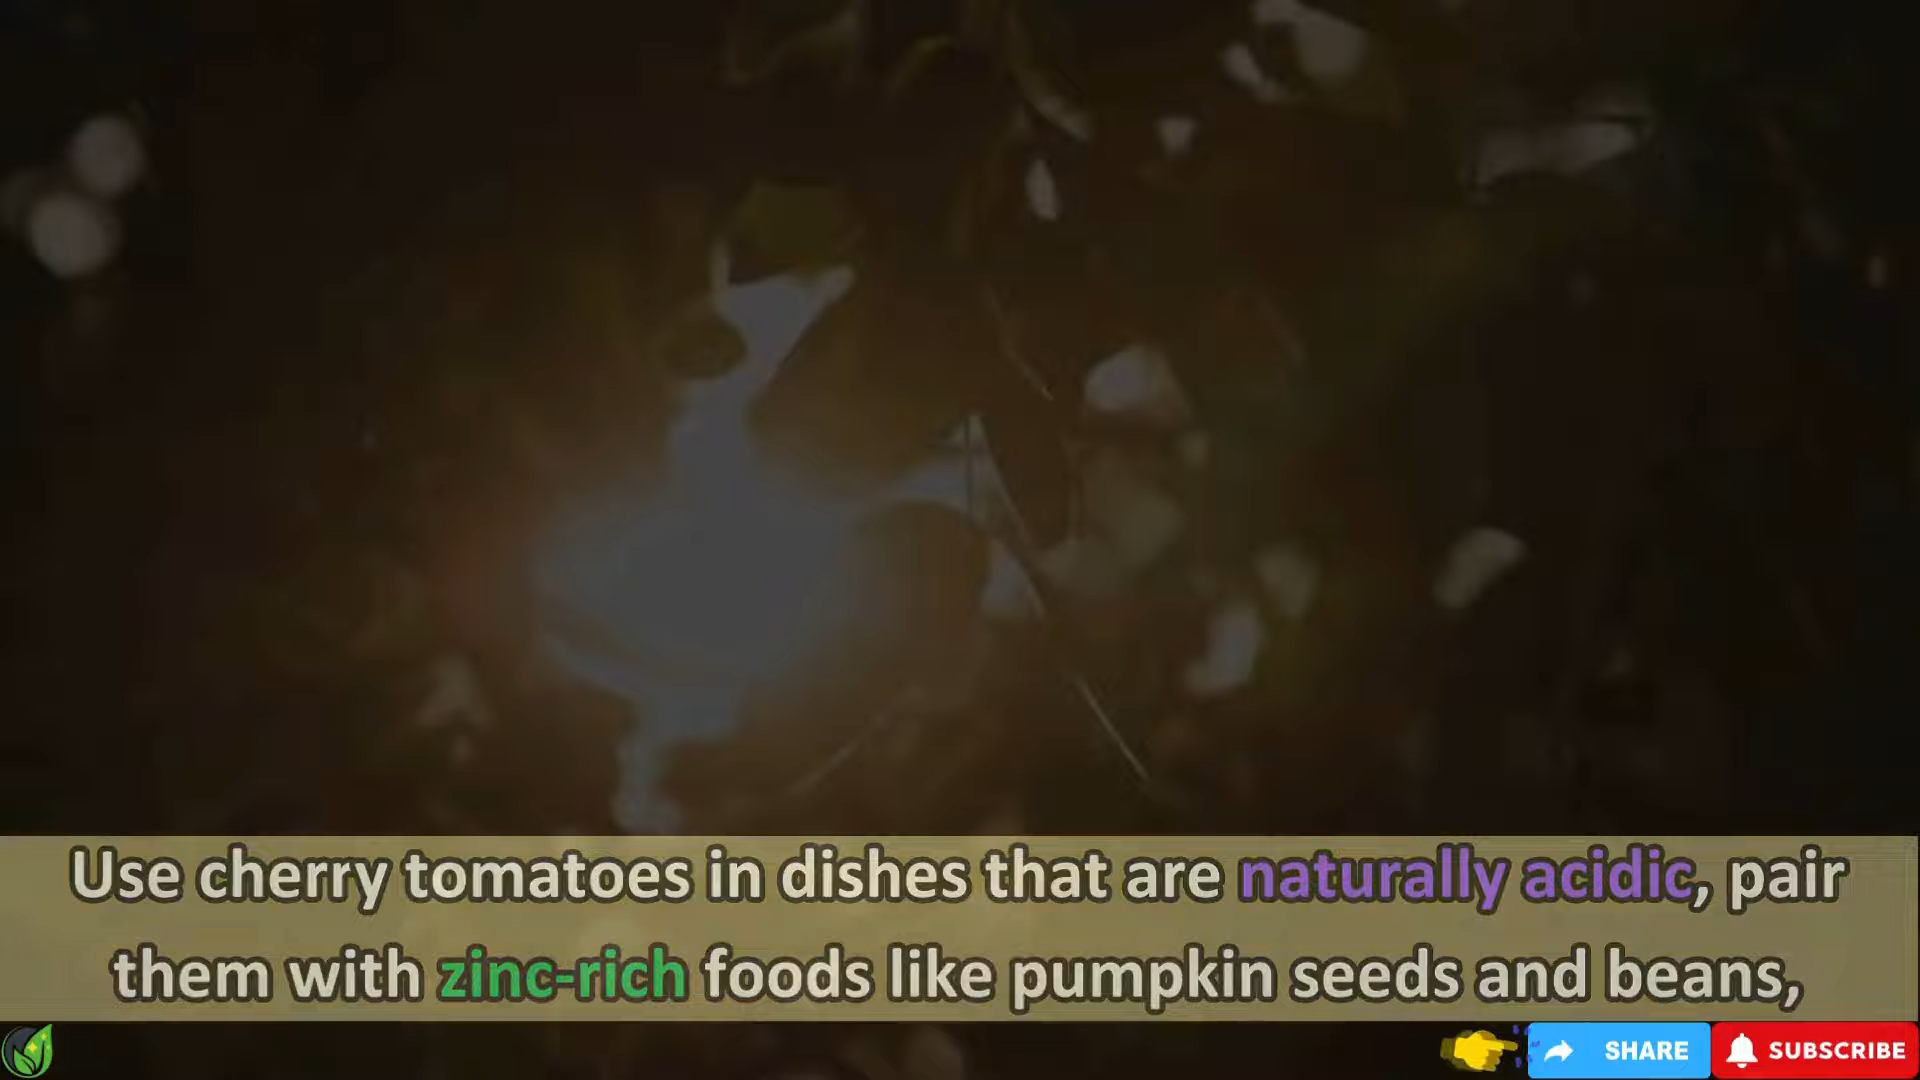 Use cherry tomatoes in dishes that are naturally acidic, pair
them with zinc-rich foods like pumpkin seeds and beans,
SHARE
SUBSCRIBE